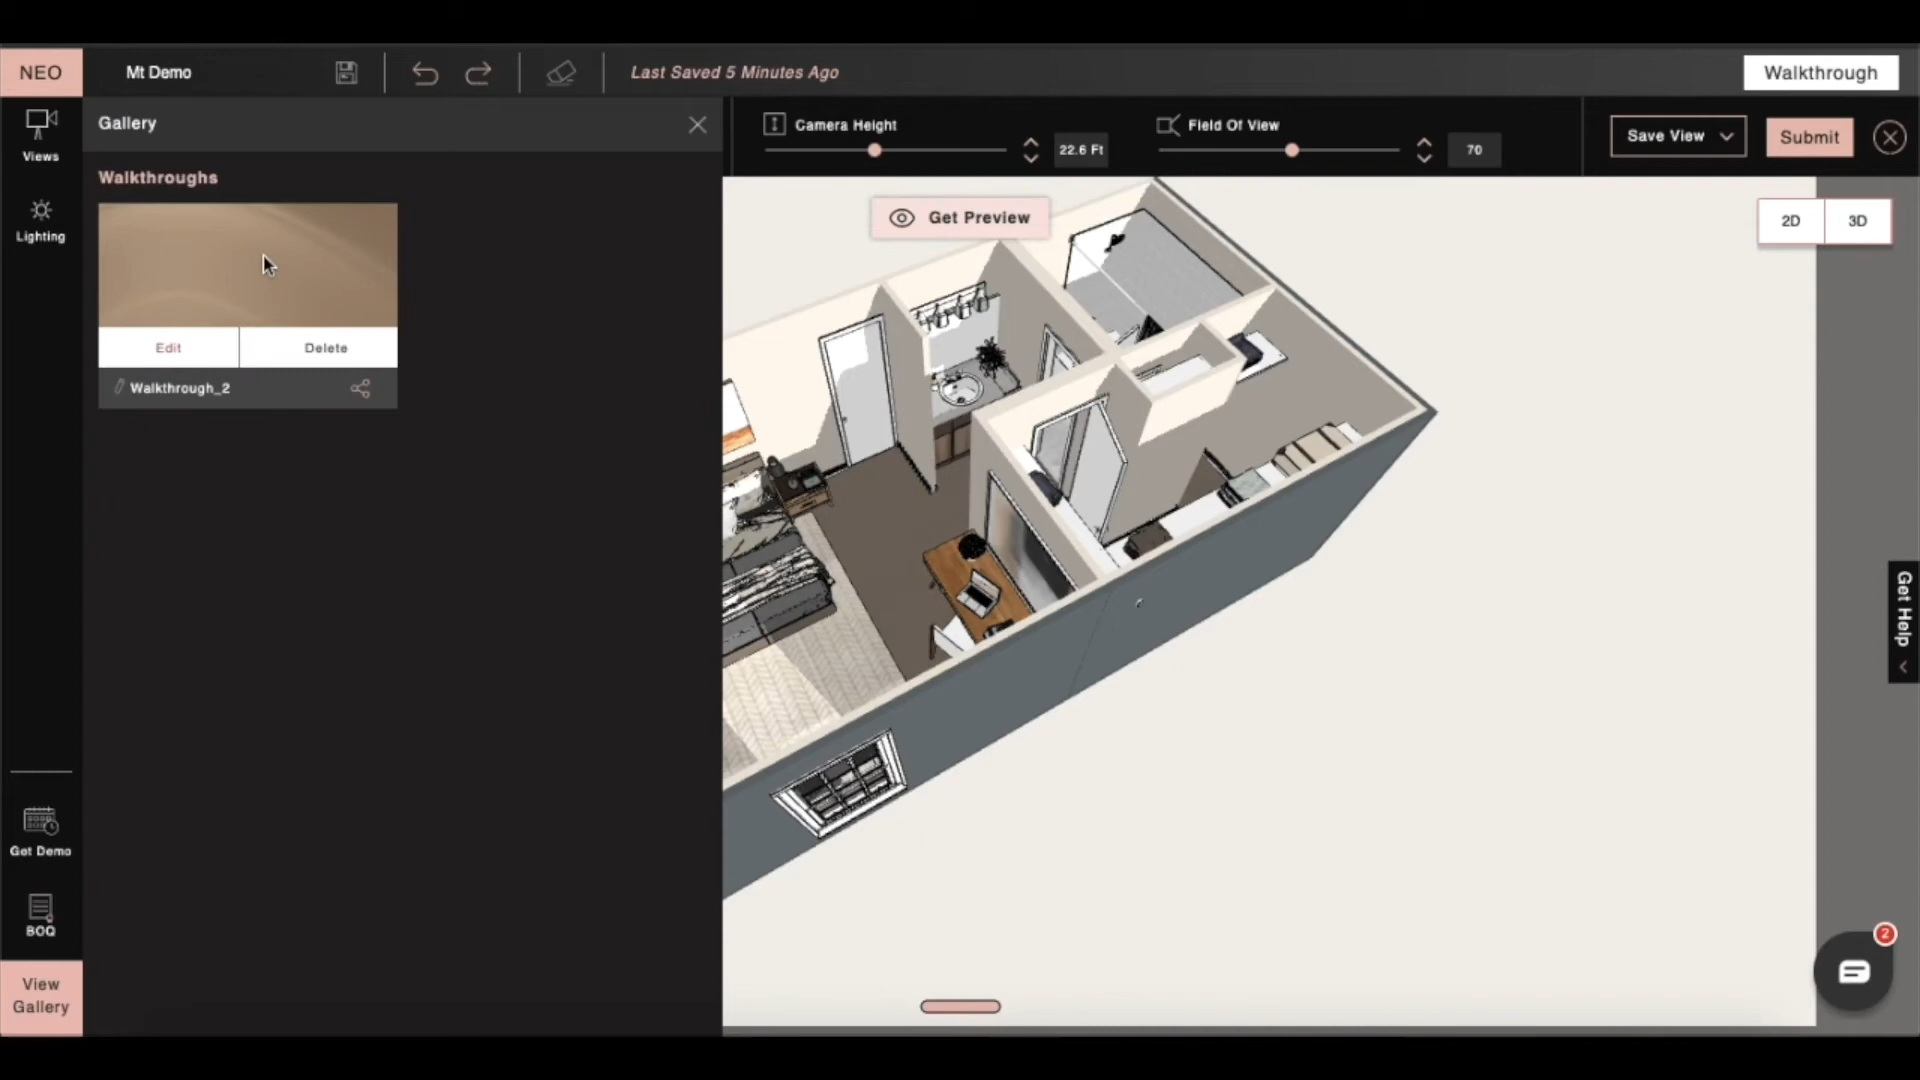 NEO
Mt Demo
Last Saved 5 Minutes Ago
Walkthrough
Views
Lighting
Gallery
Walkthroughs
Edit
Delete
Walkthrough_2
Camera Height
22.6 Ft
Field Of View
70
Save View
Submit
Get Preview
2D
3D
Get Help
Get Demo
BOQ
View
Gallery
2